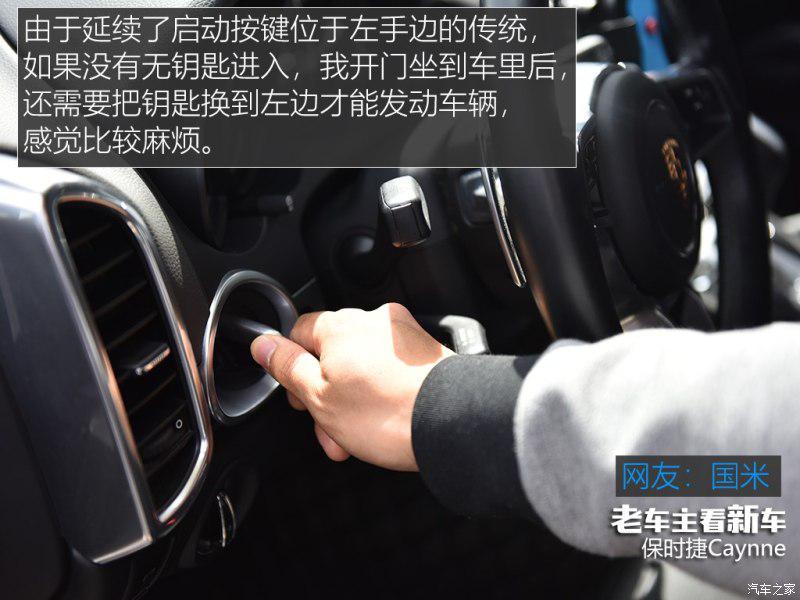 由于延续了启动按键位于左手边的传统，
如果没有无钥匙进入，我开门坐到车里后，
还需要把钥匙换到左边才能发动车辆，
感觉比较麻烦。
网友：国米
老车主看新车
保时捷Caynne
汽车之家